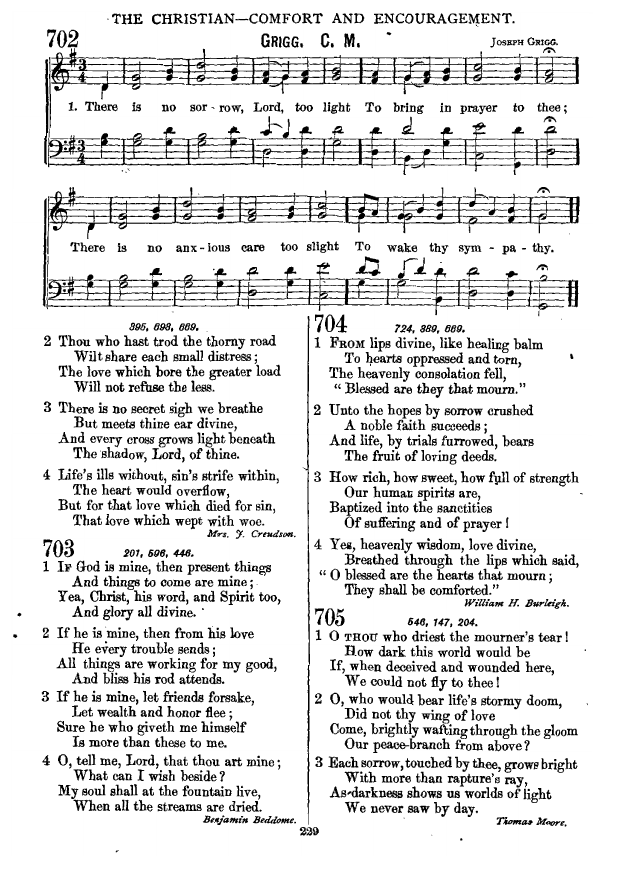 THE CHRISTIAN—COMFORT AND ENCOURAGEMENT.
702
GRIGG. C. M.
JOSEPH GRIGG.
1. There is no sor - row, Lord, too light To bring in prayer to thee;
There is no anx - ious care too slight To wake thy sym - pa - thy.
395, 698, 669.
2 Thou who hast trod the thorny road
Wilt share each small distress;
The love which bore the greater load
Will not refuse the less.
3 There is no secret sigh we breathe
But meets thine ear divine,
And every cross grows light beneath
The shadow, Lord, of thine.
4 Life's ills without, sin's strife within,
The heart would overflow,
But for that love which died for sin,
That love which wept with woe.
Mrs. J. Crendson.
703
201, 596, 446.
1 IF God is mine, then present things
And things to come are mine;
Yea, Christ, his word, and Spirit too,
And glory all divine.
2 If he is mine, then from his love
He every trouble sends;
All things are working for my good,
And bliss his rod attends.
3 If he is mine, let friends forsake,
Let wealth and honor flee;
Sure he who giveth me himself
Is more than these to me.
4 O, tell me, Lord, that thou art mine;
What can I wish beside?
My soul shall at the fountain live,
When all the streams are dried.
Benjamin Beddome.
704
724, 389, 669.
1 FROM lips divine, like healing balm
To hearts oppressed and torn,
The heavenly consolation fell,
"Blessed are they that mourn."
2 Unto the hopes by sorrow crushed
A noble faith succeeds;
And life, by trials furrowed, bears
The fruit of loving deeds.
3 How rich, how sweet, how full of strength
Our human spirits are,
Baptized into the sanctities
Of suffering and of prayer!
4 Yes, heavenly wisdom, love divine,
Breathed through the lips which said,
"O blessed are the hearts that mourn;
They shall be comforted."
William H. Burleigh.
705
546, 147, 204.
1 O THOU who driest the mourner's tear!
How dark this world would be
If, when deceived and wounded here,
We could not fly to thee!
2 O, who would bear life's stormy doom,
Did not thy wing of love
Come, brightly wafting through the gloom
Our peace-branch from above?
3 Each sorrow, touched by thee, grows bright
With more than rapture's ray,
As darkness shows us worlds of light
We never saw by day.
Thomas Moore.
229